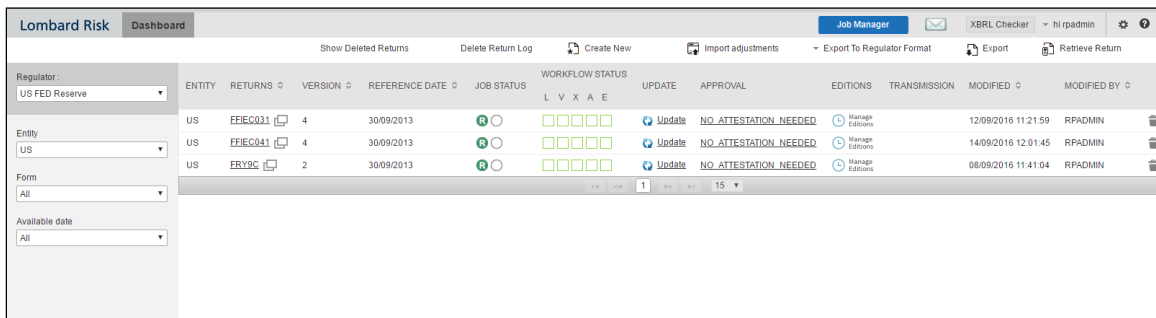 Lombard Risk Dashboard Job Manager XBRL Checker hi rpadmin
Show Deleted Returns Delete Return Log Create New Import adjustments Export To Regulator Format Export Retrieve Return
Regulator :
US FED Reserve
Entity
US
Form
All
Available date
All
ENTITY RETURNS VERSION REFERENCE DATE JOB STATUS WORKFLOW STATUS UPDATE APPROVAL EDITIONS TRANSMISSION MODIFIED MODIFIED BY
L V X A E
US FFIEC031 4 30/09/2013 R Update NO_ATTESTATION_NEEDED Manage Editions 12/09/2016 11:21:59 RPADMIN
US FFIEC041 4 30/09/2013 R Update NO_ATTESTATION_NEEDED Manage Editions 14/09/2016 12:01:45 RPADMIN
US FRY9C 2 30/09/2013 R Update NO_ATTESTATION_NEEDED Manage Editions 08/09/2016 11:41:04 RPADMIN
1 15